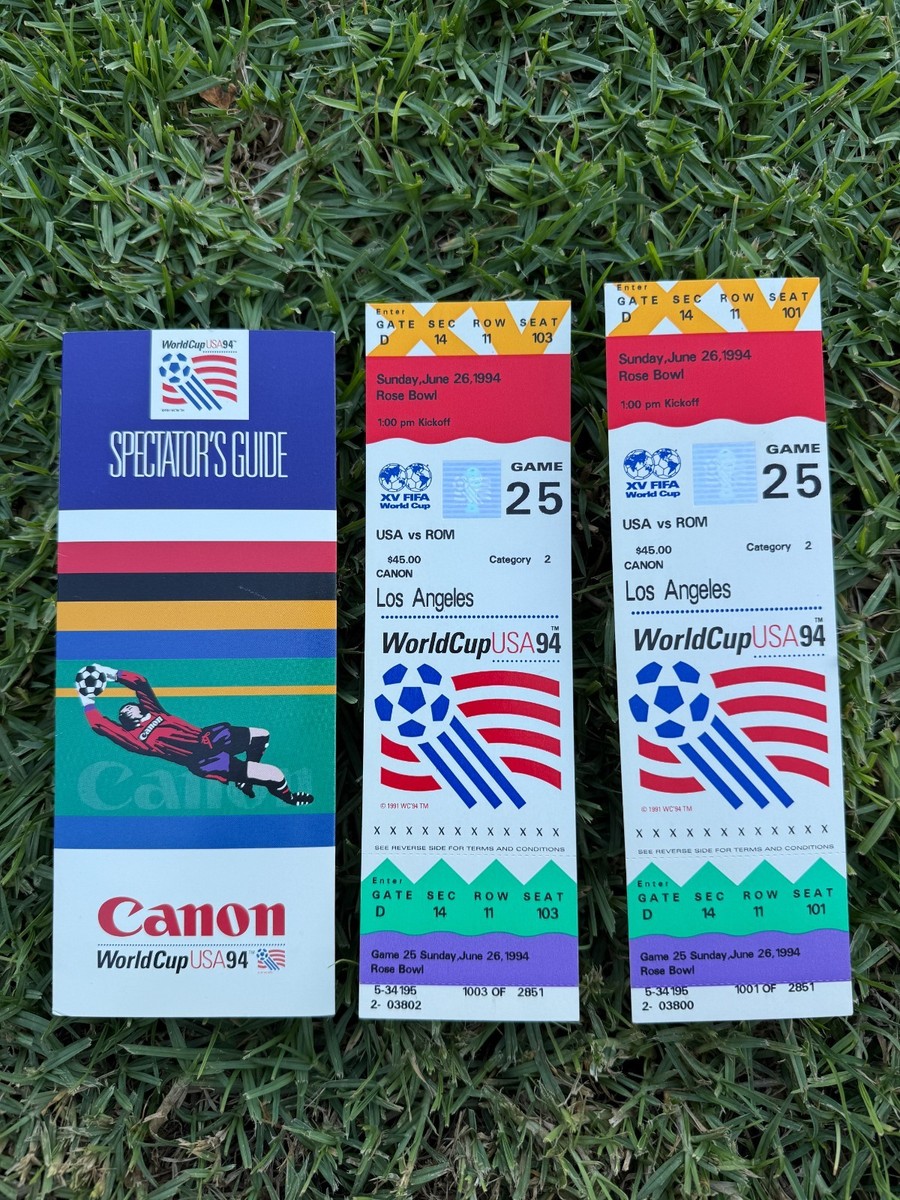 WorldCupUSA94™
SPECTATOR'S GUIDE
Canon
Canon
Canon
WorldCupUSA94™
Enter
GATE SEC ROW SEAT
D 14 11 103
Sunday,June 26,1994
Rose Bowl
1:00 pm Kickoff
XV FIFA
World Cup
GAME
25
USA vs ROM
$45.00 Category 2
CANON
Los Angeles
WorldCupUSA94™
© 1991 WC'94 TM
X X X X X X X X X X X X
SEE REVERSE SIDE FOR TERMS AND CONDITIONS
Enter
GATE SEC ROW SEAT
D 14 11 103
Game 25 Sunday,June 26,1994
Rose Bowl
5-34195 1003 OF 2851
2- 03802
Enter
GATE SEC ROW SEAT
D 14 11 101
Sunday,June 26,1994
Rose Bowl
1:00 pm Kickoff
XV FIFA
World Cup
GAME
25
USA vs ROM
$45.00 Category 2
CANON
Los Angeles
WorldCupUSA94™
© 1991 WC'94 TM
X X X X X X X X X X X X
SEE REVERSE SIDE FOR TERMS AND CONDITIONS
Enter
GATE SEC ROW SEAT
D 14 11 101
Game 25 Sunday,June 26,1994
Rose Bowl
5-34195 1001 OF 2851
2- 03800